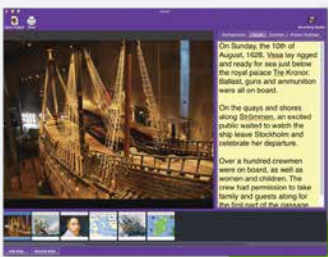 On Sunday, the 10th of
August, 1628, Vasa lay rigged
and ready for sea just below
the royal palace Tre Kronor.
Ballast, guns and ammunition
were all on board.
On the quays and shores
along Strömmen, an excited
public waited to watch the
ship leave Stockholm and
celebrate her departure.
Over a hundred crewmen
were on board, as well as
women and children. The
crew had permission to take
family and guests along for
the first part of the passage